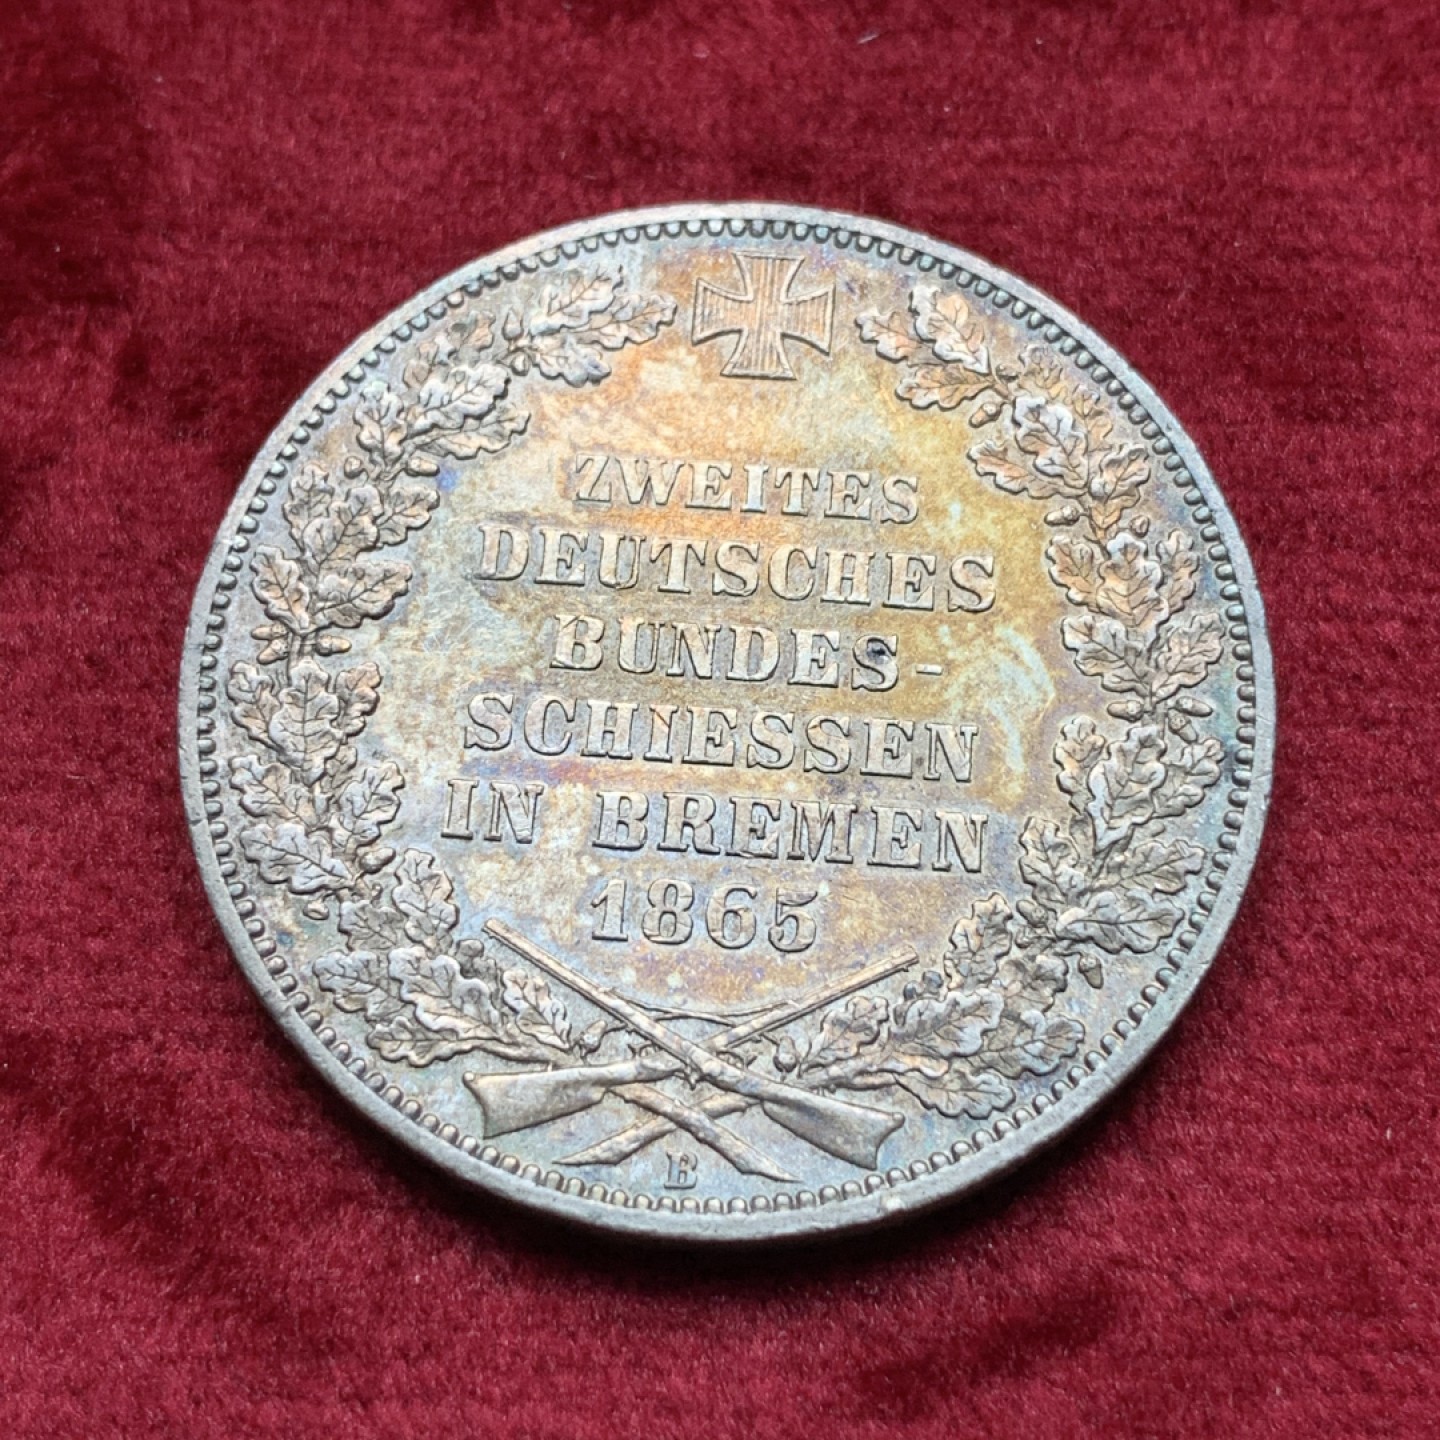 ZWEITES
DEUTSCHES
BUNDES-
SCHIESSEN
IN BREMEN
1865
B